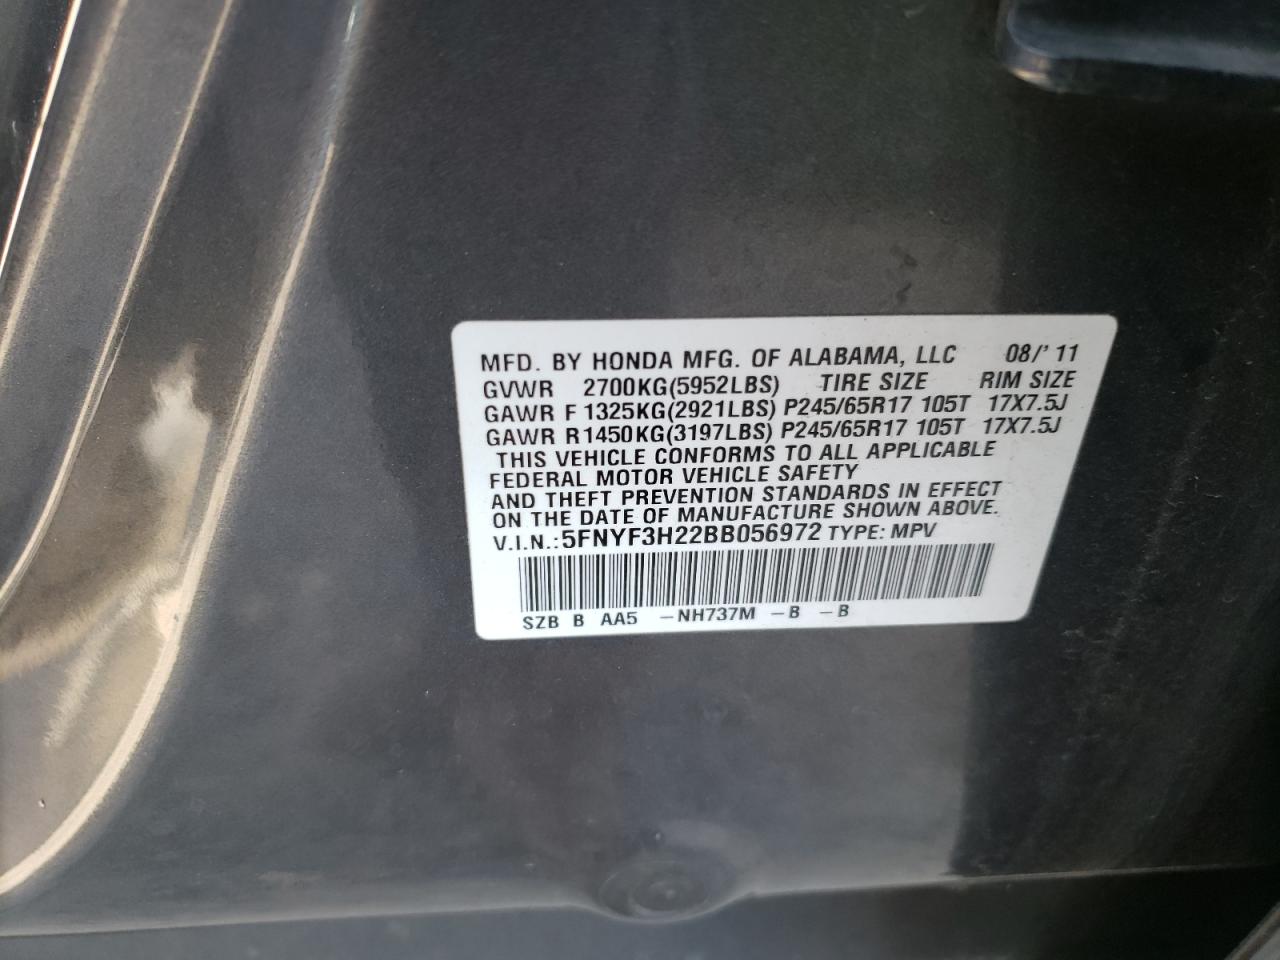 MFD. BY HONDA MFG. OF ALABAMA, LLC 08/'11
GVWR 2700KG(5952LBS) TIRE SIZE RIM SIZE
GAWR F 1325KG(2921LBS) P245/65R17 105T 17X7.5J
GAWR R1450KG(3197LBS) P245/65R17 105T 17X7.5J
THIS VEHICLE CONFORMS TO ALL APPLICABLE
FEDERAL MOTOR VEHICLE SAFETY
AND THEFT PREVENTION STANDARDS IN EFFECT
ON THE DATE OF MANUFACTURE SHOWN ABOVE.
V.I.N.:5FNYF3H22BB056972 TYPE: MPV
SZB B AA5 -NH737M -B -B